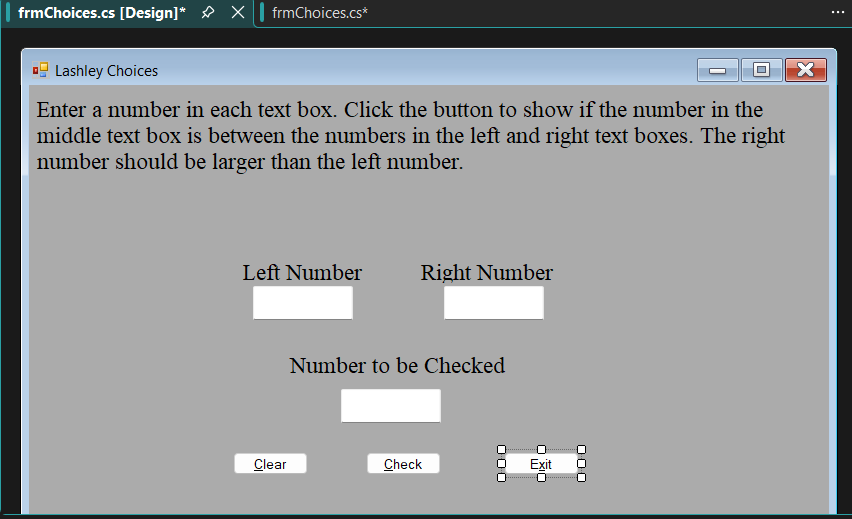 frmChoices.cs [Design]*
frmChoices.cs*
Lashley Choices
Enter a number in each text box. Click the button to show if the number in the
middle text box is between the numbers in the left and right text boxes. The right
number should be larger than the left number.
Left Number Right Number
Number to be Checked
Clear Check Exit